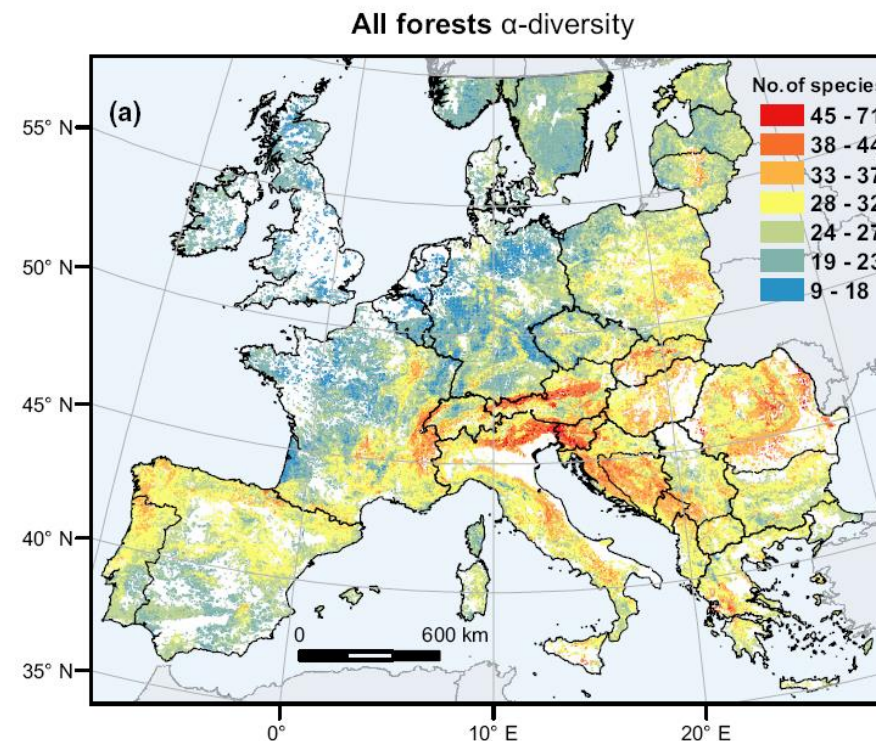 All forests α-diversity
(a)
No. of species
45 - 71
38 - 44
33 - 37
28 - 32
24 - 27
19 - 23
9 - 18
55° N
50° N
45° N
40° N
35° N
0 600 km
0° 10° E 20° E